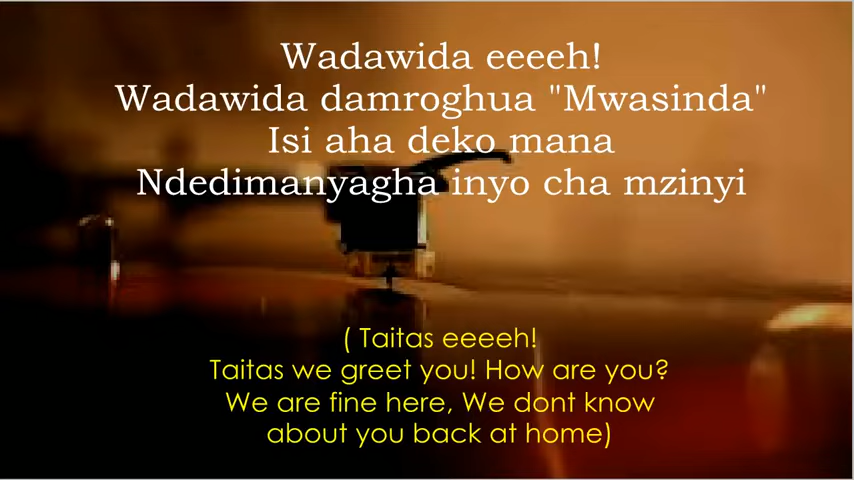 Wadawida eeeeh!
Wadawida damroghua "Mwasinda"
Isi aha deko mana
Ndedimanyagha inyo cha mzinyi
( Taitas eeeeh!
Taitas we greet you! How are you?
We are fine here, We dont know
about you back at home)